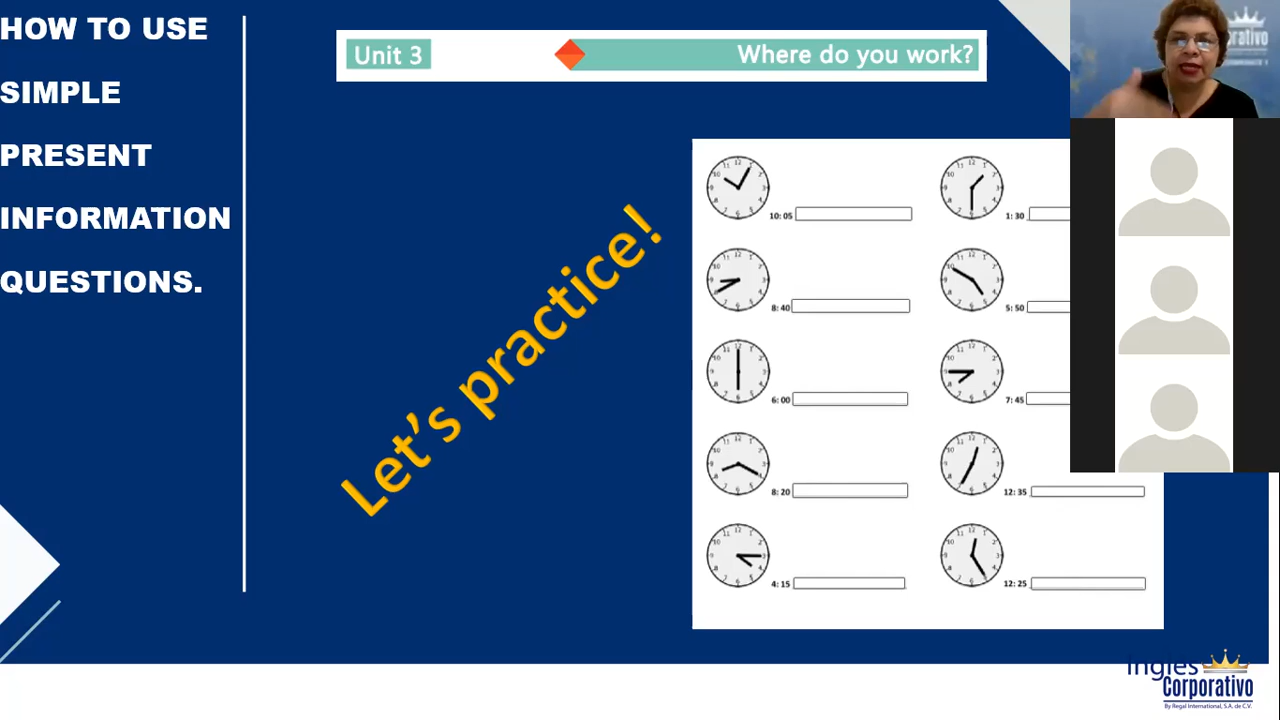 HOW TO USE
SIMPLE
PRESENT
INFORMATION
QUESTIONS.
Unit 3
Where do you work?
Let's practice!
10: 05
1: 30
8: 40
5: 50
6: 00
7: 45
8: 20
12: 35
4: 15
12: 25
Ingles
Corporativo
By Regal International, S.A. de C.V.